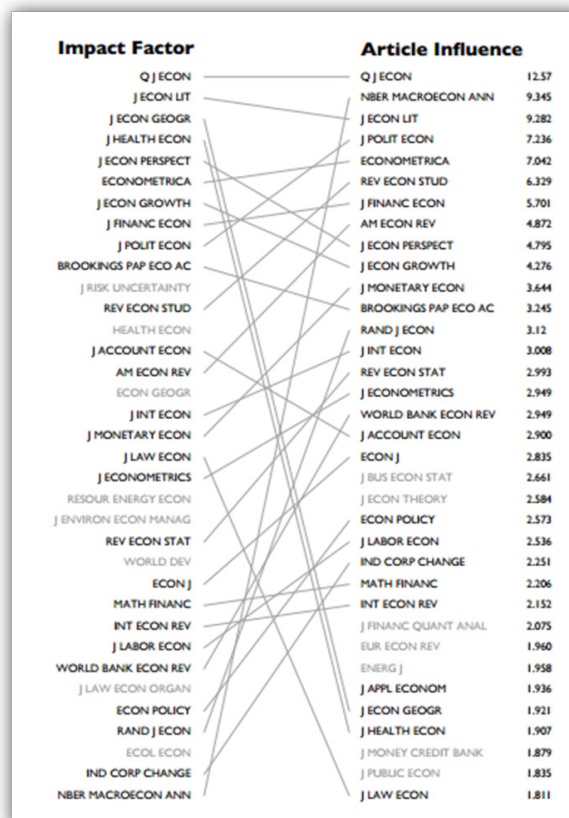 Impact Factor Article Influence
Q J ECON Q J ECON 12.57
J ECON LIT NBER MACROECON ANN 9.345
J ECON GEOGR J ECON LIT 9.282
J HEALTH ECON J POLIT ECON 7.236
J ECON PERSPECT ECONOMETRICA 7.042
ECONOMETRICA REV ECON STUD 6.329
J ECON GROWTH J FINANC ECON 5.701
J FINANC ECON AM ECON REV 4.872
J POLIT ECON J ECON PERSPECT 4.795
BROOKINGS PAP ECO AC J ECON GROWTH 4.276
J RISK UNCERTAINTY J MONETARY ECON 3.644
REV ECON STUD BROOKINGS PAP ECO AC 3.245
HEALTH ECON RAND J ECON 3.12
J ACCOUNT ECON J INT ECON 3.008
AM ECON REV REV ECON STAT 2.993
ECON GEOGR J ECONOMETRICS 2.949
J INT ECON WORLD BANK ECON REV 2.949
J MONETARY ECON J ACCOUNT ECON 2.900
J LAW ECON ECON J 2.835
J ECONOMETRICS J BUS ECON STAT 2.661
RESOUR ENERGY ECON J ECON THEORY 2.584
J ENVIRON ECON MANAG ECON POLICY 2.573
REV ECON STAT J LABOR ECON 2.536
WORLD DEV IND CORP CHANGE 2.251
ECON J MATH FINANC 2.206
MATH FINANC INT ECON REV 2.152
INT ECON REV J FINANC QUANT ANAL 2.075
J LABOR ECON EUR ECON REV 1.960
WORLD BANK ECON REV ENERG J 1.958
J LAW ECON ORGAN J APPL ECONOM 1.936
ECON POLICY J ECON GEOGR 1.921
RAND J ECON J HEALTH ECON 1.907
ECOL ECON J MONEY CREDIT BANK 1.879
IND CORP CHANGE J PUBLIC ECON 1.835
NBER MACROECON ANN J LAW ECON 1.811